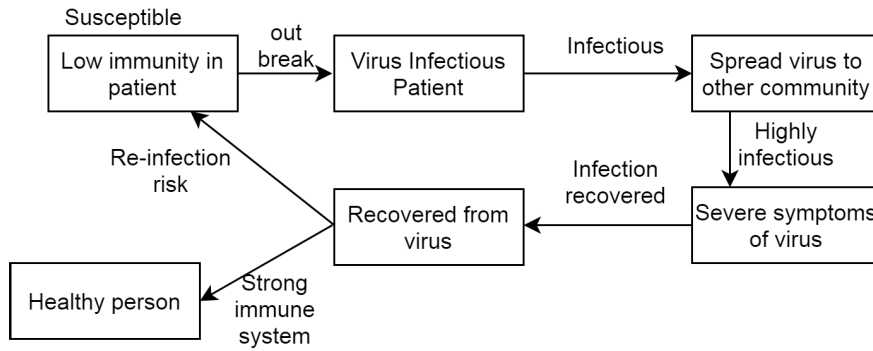 Susceptible
Low immunity in
patient
out
break
Virus Infectious
Patient
Infectious
Spread virus to
other community
Highly
infectious
Severe symptoms
of virus
Infection
recovered
Recovered from
virus
Re-infection
risk
Strong
immune
system
Healthy person